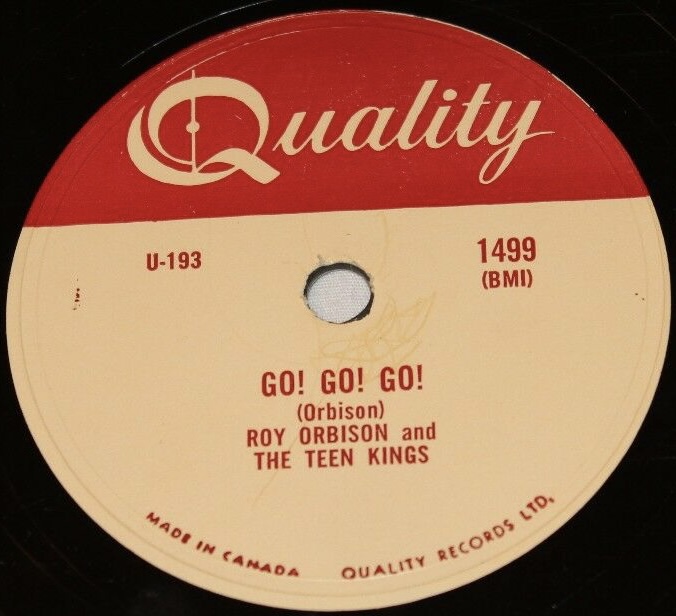 Quality
U-193
1499
(BMI)
GO! GO! GO!
(Orbison)
ROY ORBISON and
THE TEEN KINGS
MADE IN CANADA
QUALITY RECORDS LTD.